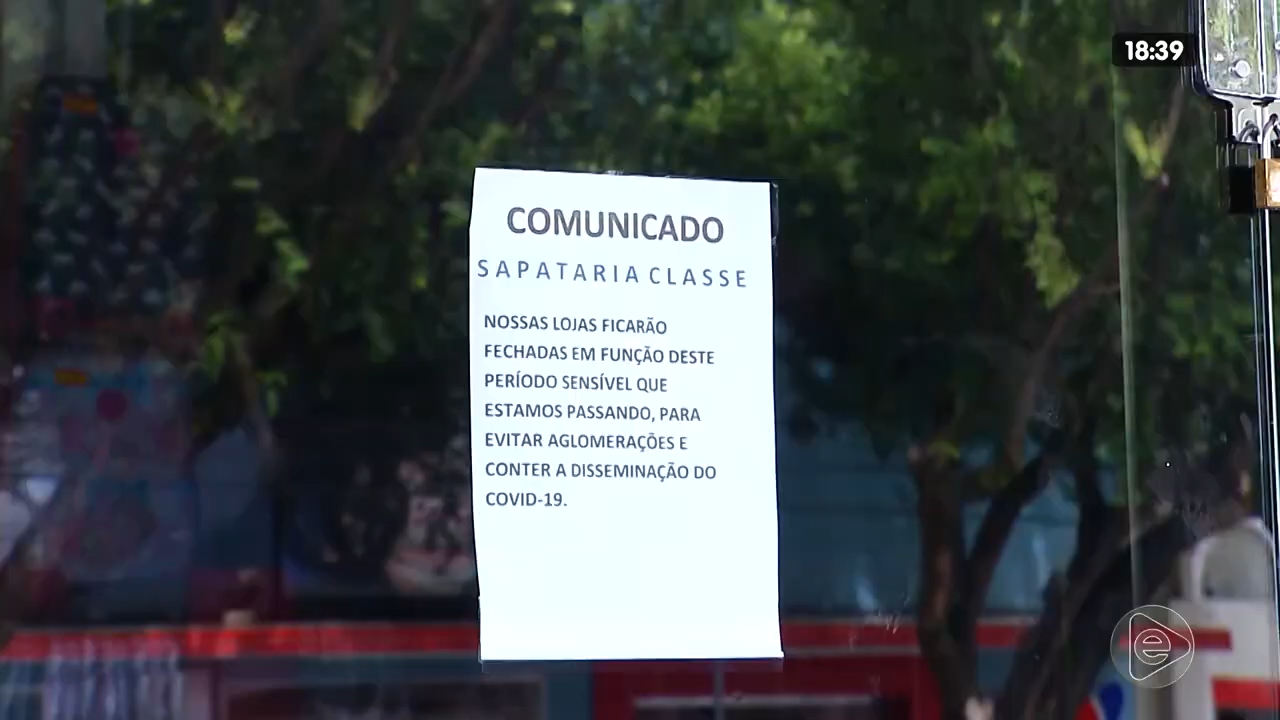 18:39
COMUNICADO
SAPATARIA CLASSE
NOSSAS LOJAS FICARÃO
FECHADAS EM FUNÇÃO DESTE
PERÍODO SENSÍVEL QUE
ESTAMOS PASSANDO, PARA
EVITAR AGLOMERAÇÕES E
CONTER A DISSEMINAÇÃO DO
COVID-19.
e